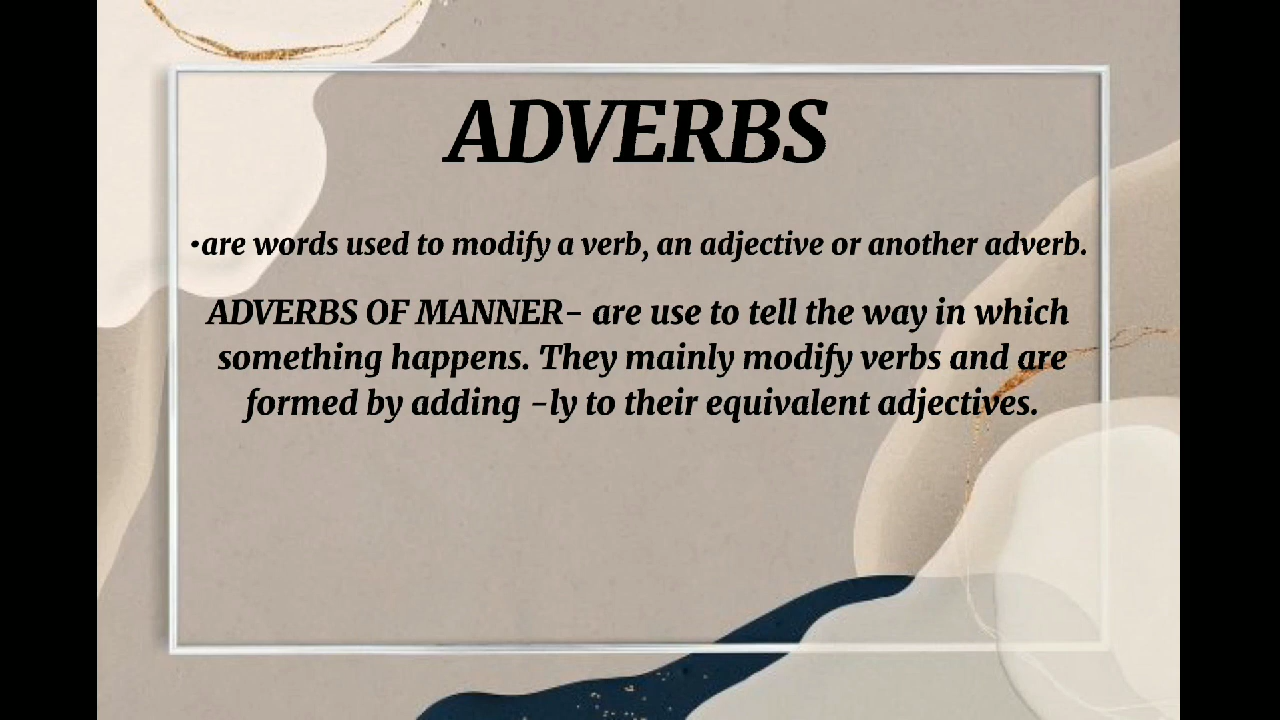 ADVERBS
•are words used to modify a verb, an adjective or another adverb.
ADVERBS OF MANNER– are use to tell the way in which
something happens. They mainly modify verbs and are
formed by adding –ly to their equivalent adjectives.